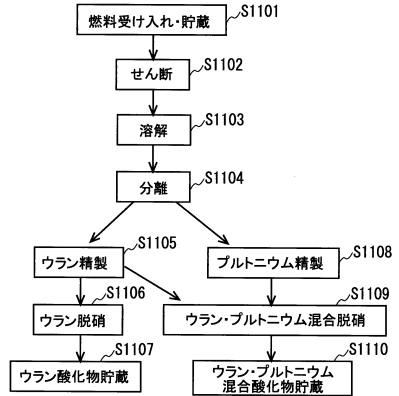 燃料受け入れ・貯蔵
S1101
せん断
S1102
溶解
S1103
分離
S1104
ウラン精製
S1105
プルトニウム精製
S1108
ウラン脱硝
S1106
ウラン・プルトニウム混合脱硝
S1109
ウラン酸化物貯蔵
S1107
ウラン・プルトニウム
混合酸化物貯蔵
S1110